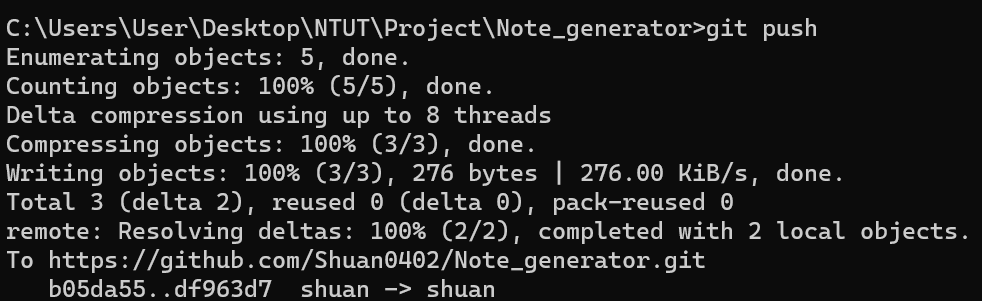 C:\Users\User\Desktop\NTUT\Project\Note_generator>git push
Enumerating objects: 5, done.
Counting objects: 100% (5/5), done.
Delta compression using up to 8 threads
Compressing objects: 100% (3/3), done.
Writing objects: 100% (3/3), 276 bytes | 276.00 KiB/s, done.
Total 3 (delta 2), reused 0 (delta 0), pack-reused 0
remote: Resolving deltas: 100% (2/2), completed with 2 local objects.
To https://github.com/Shuan0402/Note_generator.git
   b05da55..df963d7  shuan -> shuan